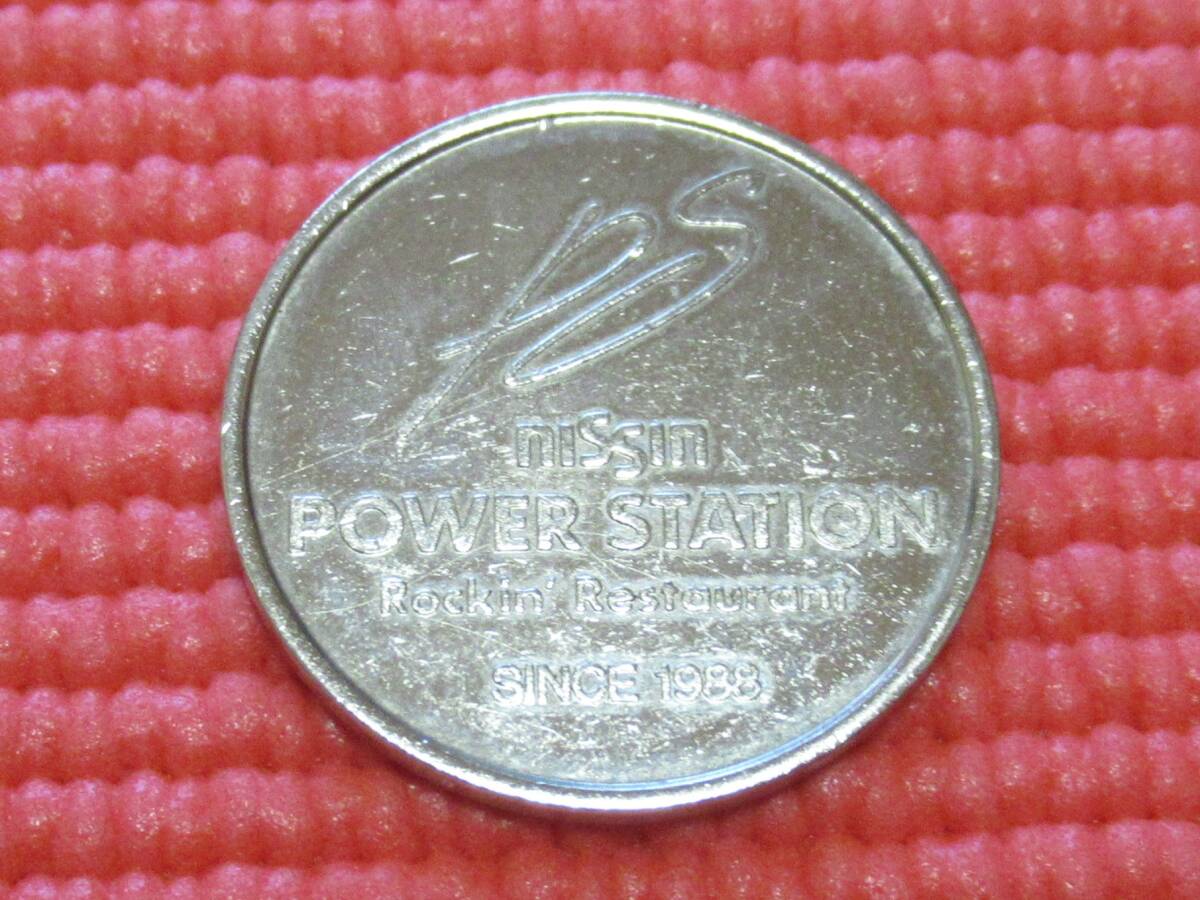 PS
nissin
POWER STATION
Rockin' Restaurant
SINCE 1988